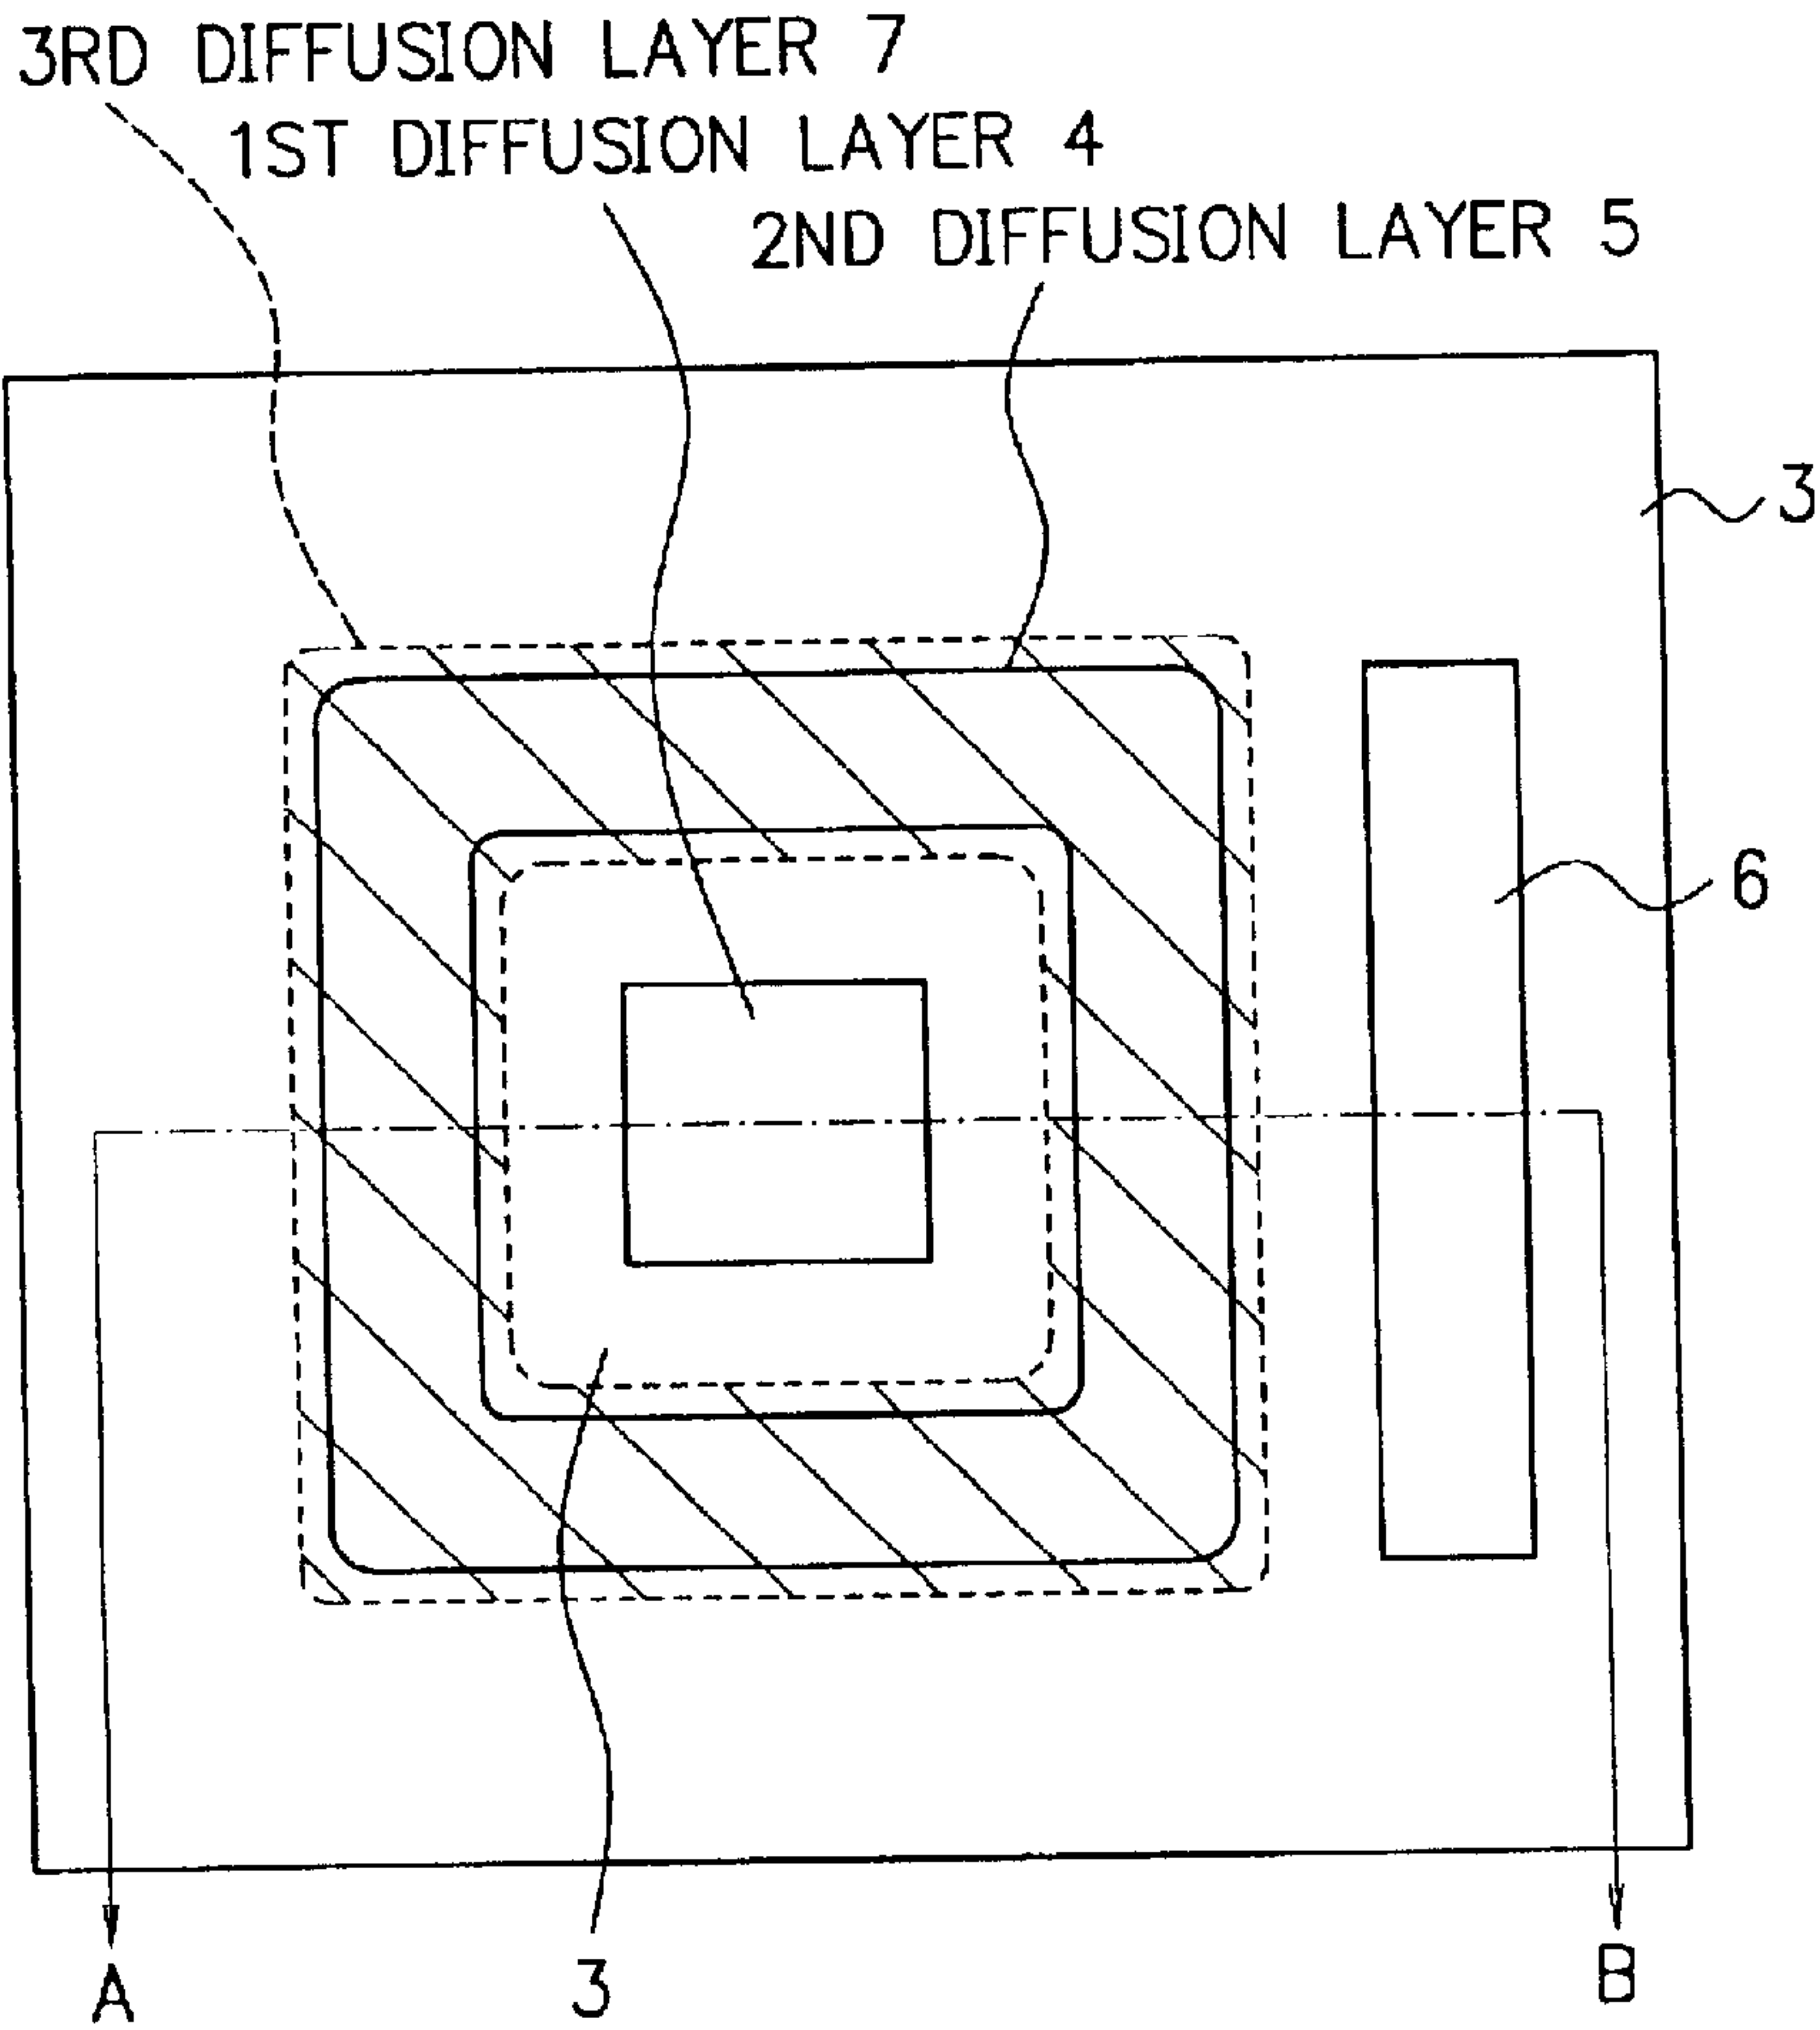 3RD DIFFUSION LAYER 7
1ST DIFFUSION LAYER 4
2ND DIFFUSION LAYER 5
3
6
A
3
B